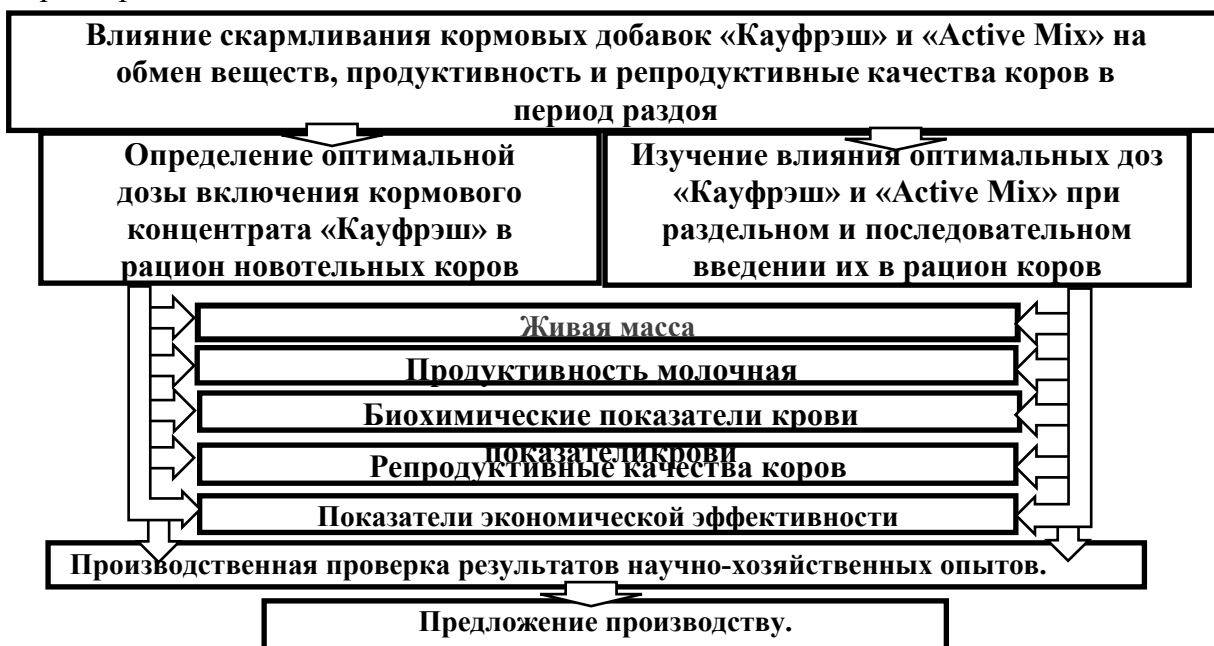 Влияние скармливания кормовых добавок «Кауфрэш» и «Active Mix» на
обмен веществ, продуктивность и репродуктивные качества коров в
период раздоя
Определение оптимальной
дозы включения кормового
концентрата «Кауфрэш» в
рацион новотельных коров
Изучение влияния оптимальных доз
«Кауфрэш» и «Active Mix» при
раздельном и последовательном
введении их в рацион коров
Живая масса
Продуктивность молочная
Биохимические показатели крови
показателикрови
Репродуктивные качества коров
Показатели экономической эффективности
Производственная проверка результатов научно-хозяйственных опытов.
Предложение производству.